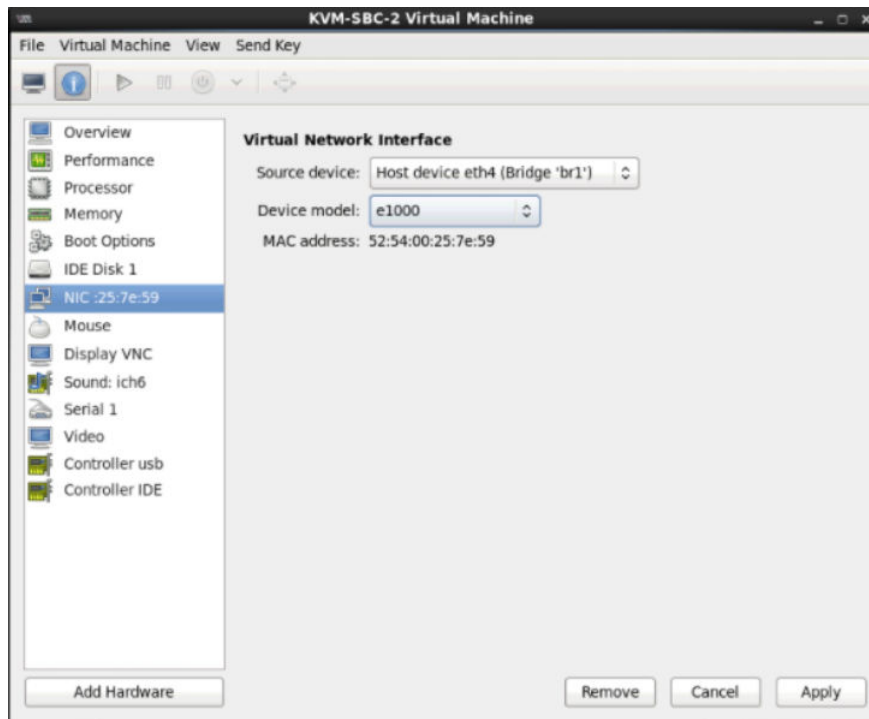 KVM-SBC-2 Virtual Machine
File Virtual Machine View Send Key
Overview
Performance
Processor
Memory
Boot Options
IDE Disk 1
NIC :25:7e:59
Mouse
Display VNC
Sound: ich6
Serial 1
Video
Controller usb
Controller IDE
Add Hardware
Virtual Network Interface
Source device: Host device eth4 (Bridge 'br1')
Device model: e1000
MAC address: 52:54:00:25:7e:59
Remove Cancel Apply